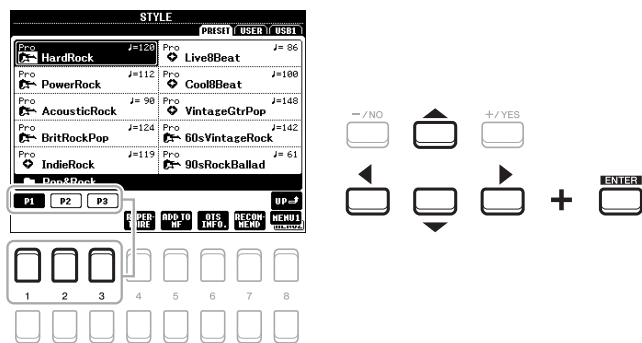 STYLE
PRESET USER USB1
Pro ♩=120 Pro ♩= 86
HardRock Live8Beat
Pro ♩=112 Pro ♩=100
PowerRock Cool8Beat
Pro ♩= 90 Pro ♩=148
AcousticRock VintageGtrPop
Pro ♩=124 Pro ♩=142
BritRockPop 60sVintageRock
Pro ♩=119 Pro ♩= 61
IndieRock 90sRockBallad
Pop&Rock
P1 P2 P3 UP
ADD TO OTS RECOM- MENU1
MF INFO. MEND MENU2
1 2 3 4 5 6 7 8
-/NO +/YES
+ ENTER